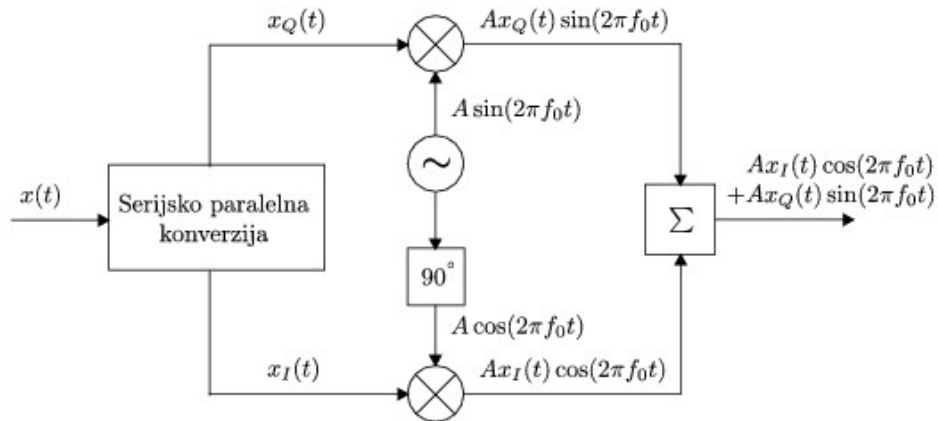 x_Q(t)
Ax_Q(t) sin(2πf_0t)
A sin(2πf_0t)
~
x(t)
Serijsko paralelna
konverzija
Ax_I(t) cos(2πf_0t)
+Ax_Q(t) sin(2πf_0t)
Σ
90°
A cos(2πf_0t)
x_I(t)
Ax_I(t) cos(2πf_0t)